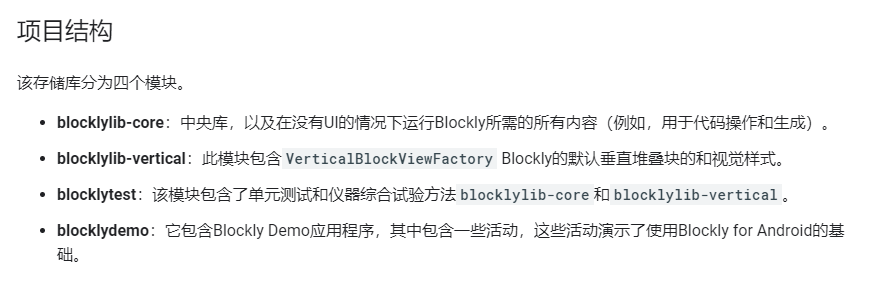 项目结构
该存储库分为四个模块。
• blocklylib-core：中央库，以及在没有UI的情况下运行Blockly所需的所有内容（例如，用于代码操作和生成）。
• blocklylib-vertical：此模块包含 VerticalBlockViewFactory Blockly的默认垂直堆叠块的和视觉样式。
• blocklytest：该模块包含了单元测试和仪器综合试验方法 blocklylib-core 和 blocklylib-vertical 。
• blocklydemo：它包含Blockly Demo应用程序，其中包含一些活动，这些活动演示了使用Blockly for Android的基
础。